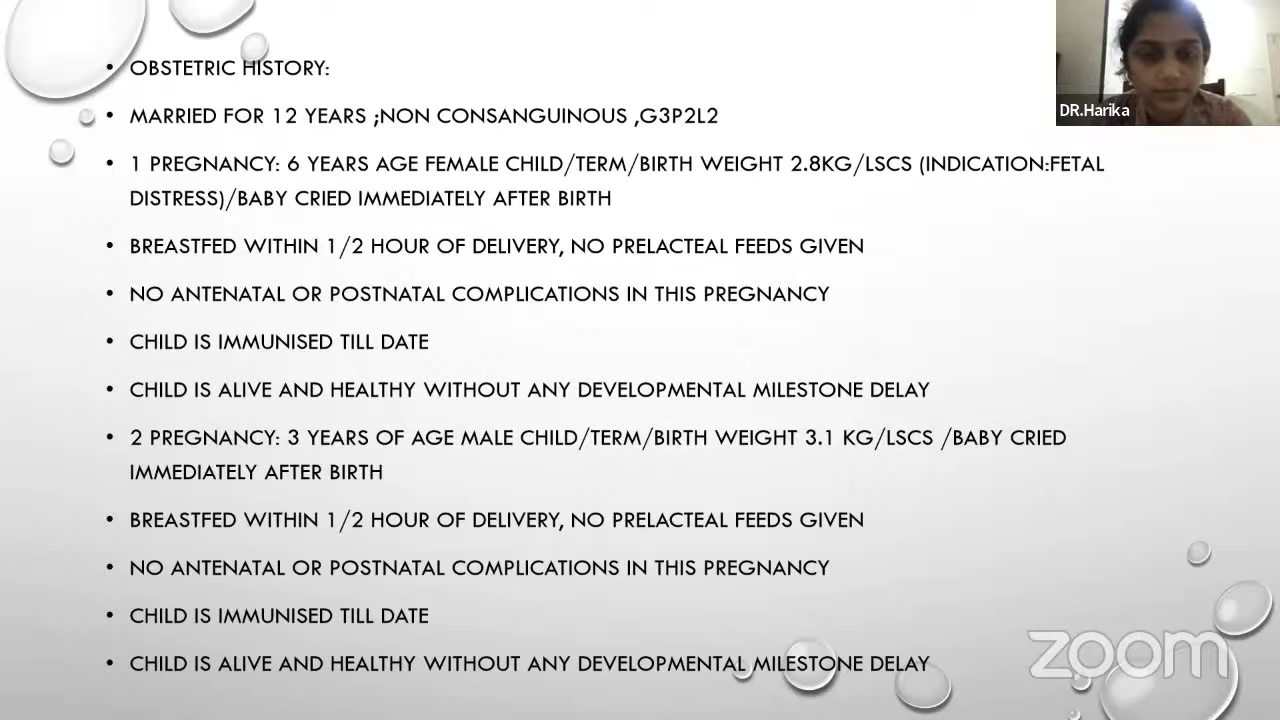 OBSTETRIC HISTORY:
DR.Harika
MARRIED FOR 12 YEARS ;NON CONSANGUINOUS ,G3P2L2
1 PREGNANCY: 6 YEARS AGE FEMALE CHILD/TERM/BIRTH WEIGHT 2.8KG/LSCS (INDICATION:FETAL
DISTRESS)/BABY CRIED IMMEDIATELY AFTER BIRTH
BREASTFED WITHIN 1/2 HOUR OF DELIVERY, NO PRELACTEAL FEEDS GIVEN
NO ANTENATAL OR POSTNATAL COMPLICATIONS IN THIS PREGNANCY
CHILD IS IMMUNISED TILL DATE
CHILD IS ALIVE AND HEALTHY WITHOUT ANY DEVELOPMENTAL MILESTONE DELAY
2 PREGNANCY: 3 YEARS OF AGE MALE CHILD/TERM/BIRTH WEIGHT 3.1 KG/LSCS /BABY CRIED
IMMEDIATELY AFTER BIRTH
BREASTFED WITHIN 1/2 HOUR OF DELIVERY, NO PRELACTEAL FEEDS GIVEN
NO ANTENATAL OR POSTNATAL COMPLICATIONS IN THIS PREGNANCY
CHILD IS IMMUNISED TILL DATE
CHILD IS ALIVE AND HEALTHY WITHOUT ANY DEVELOPMENTAL MILESTONE DELAY
zoom